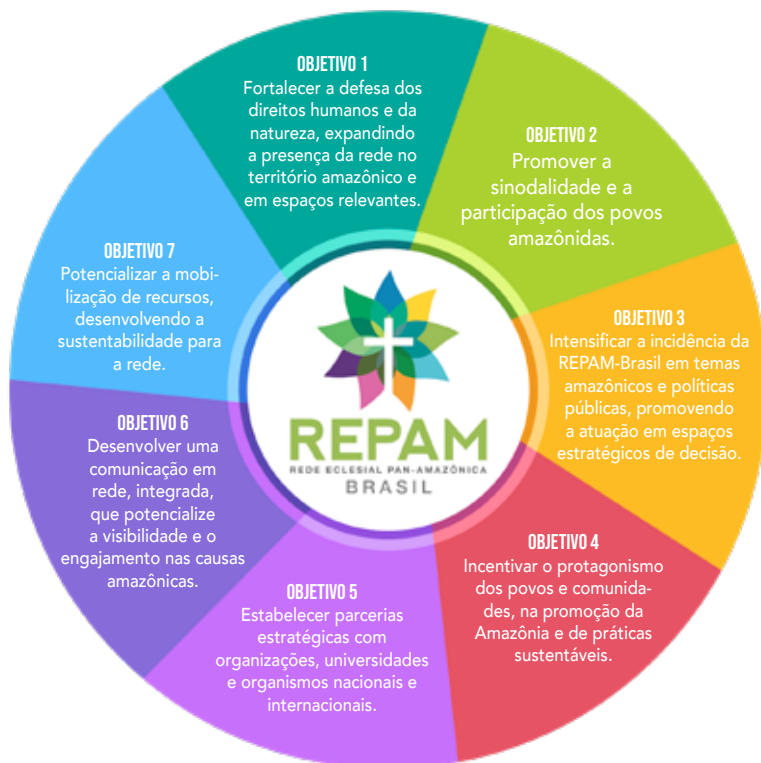 OBJETIVO 1
Fortalecer a defesa dos
direitos humanos e da
natureza, expandindo
a presença da rede no
território amazônico e
em espaços relevantes.
OBJETIVO 2
Promover a
sinodalidade e a
participação dos povos
amazônidas.
OBJETIVO 3
Intensificar a incidência da
REPAM-Brasil em temas
amazônicos e políticas
públicas, promovendo
a atuação em espaços
estratégicos de decisão.
OBJETIVO 4
Incentivar o protagonismo
dos povos e comunida-
des, na promoção da
Amazônia e de práticas
sustentáveis.
OBJETIVO 5
Estabelecer parcerias
estratégicas com
organizações, universidades
e organismos nacionais e
internacionais.
OBJETIVO 6
Desenvolver uma
comunicação em
rede, integrada,
que potencialize
a visibilidade e o
engajamento nas causas
amazônicas.
OBJETIVO 7
Potencializar a mobi-
lização de recursos,
desenvolvendo a
sustentabilidade para
a rede.
REPAM
REDE ECLESIAL PAN-AMAZÔNICA
BRASIL